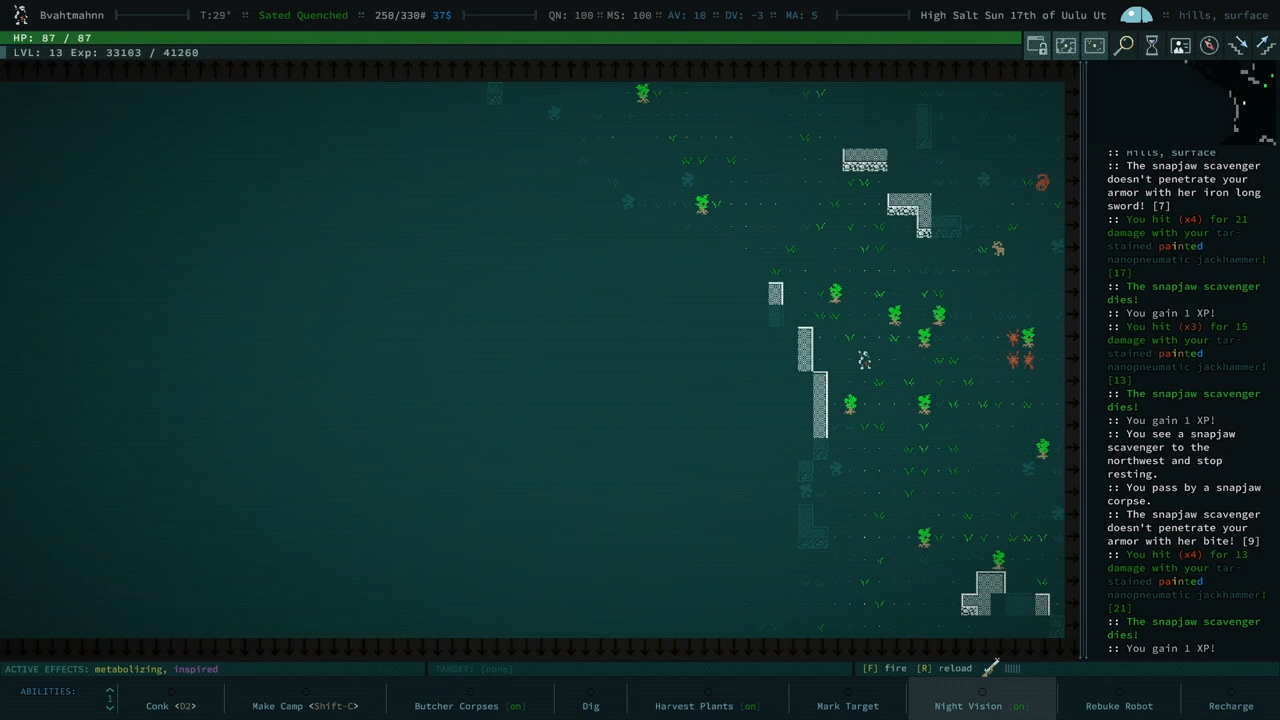 Bvahtmahnn T:29° Sated Quenched 250/330# 37$ QN: 100 MS: 100 AV: 10 DV: -3 MA: 5 High Salt Sun 17th of Uulu Ut hills, surface
HP: 87 / 87
LVL: 13 Exp: 33103 / 41260
:: Hills, surface
:: The snapjaw scavenger
doesn't penetrate your
armor with her iron long
sword! [7]
:: You hit (x4) for 21
damage with your tar-
stained painted
nanopneumatic jackhammer!
[17]
:: The snapjaw scavenger
dies!
:: You gain 1 XP!
:: You hit (x3) for 15
damage with your tar-
stained painted
nanopneumatic jackhammer!
[13]
:: The snapjaw scavenger
dies!
:: You gain 1 XP!
:: You see a snapjaw
scavenger to the
northwest and stop
resting.
:: You pass by a snapjaw
corpse.
:: The snapjaw scavenger
doesn't penetrate your
armor with her bite! [9]
:: You hit (x4) for 13
damage with your tar-
stained painted
nanopneumatic jackhammer!
[21]
:: The snapjaw scavenger
dies!
:: You gain 1 XP!
ACTIVE EFFECTS: metabolizing, inspired TARGET: [none] [F] fire [R] reload
ABILITIES: 1 Conk <D2> Make Camp <Shift-C> Butcher Corpses [on] Dig Harvest Plants [on] Mark Target Night Vision [on] Rebuke Robot Recharge